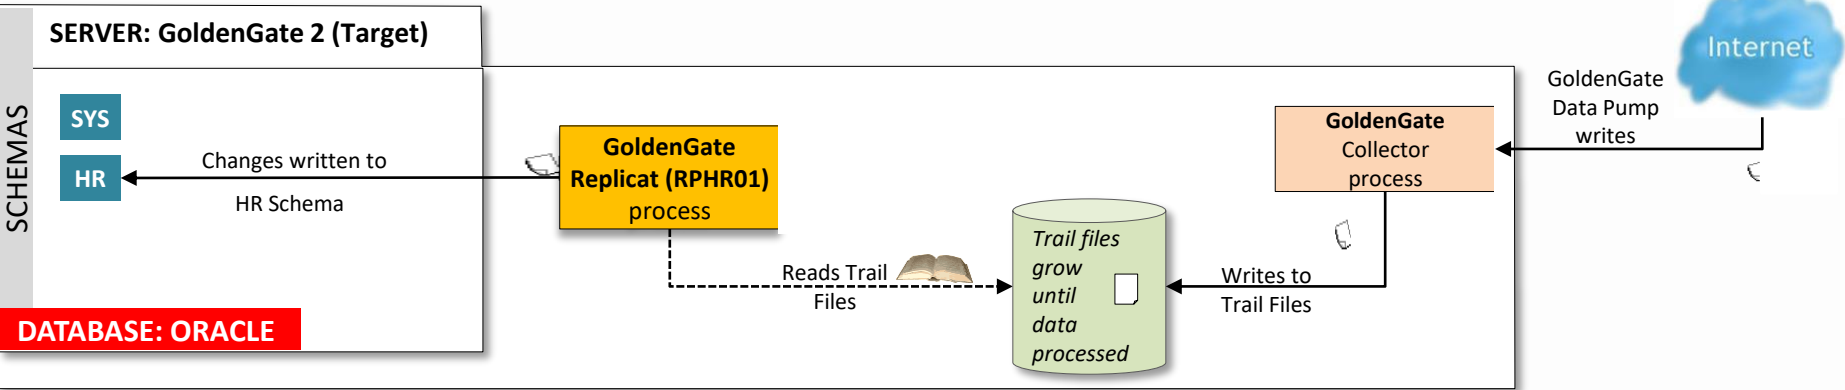 SERVER: GoldenGate 2 (Target)
SCHEMAS
SYS
HR
Changes written to
HR Schema
DATABASE: ORACLE
GoldenGate
Replicat (RPHR01)
process
Reads Trail
Files
Trail files
grow
until
data
processed
Writes to
Trail Files
GoldenGate
Collector
process
GoldenGate
Data Pump
writes
Internet